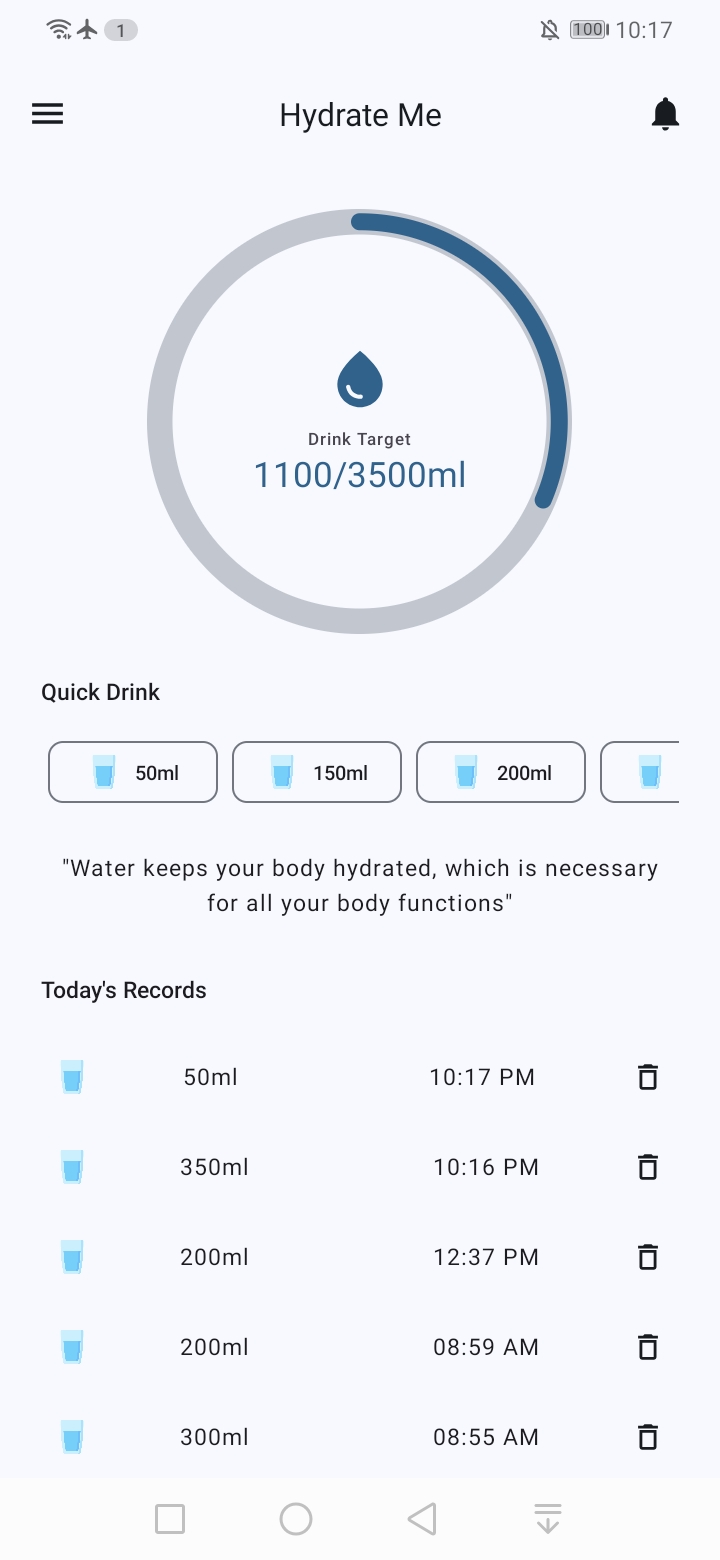 1
100 10:17
Hydrate Me
Drink Target
1100/3500ml
Quick Drink
50ml 150ml 200ml
"Water keeps your body hydrated, which is necessary
for all your body functions"
Today's Records
50ml 10:17 PM
350ml 10:16 PM
200ml 12:37 PM
200ml 08:59 AM
300ml 08:55 AM